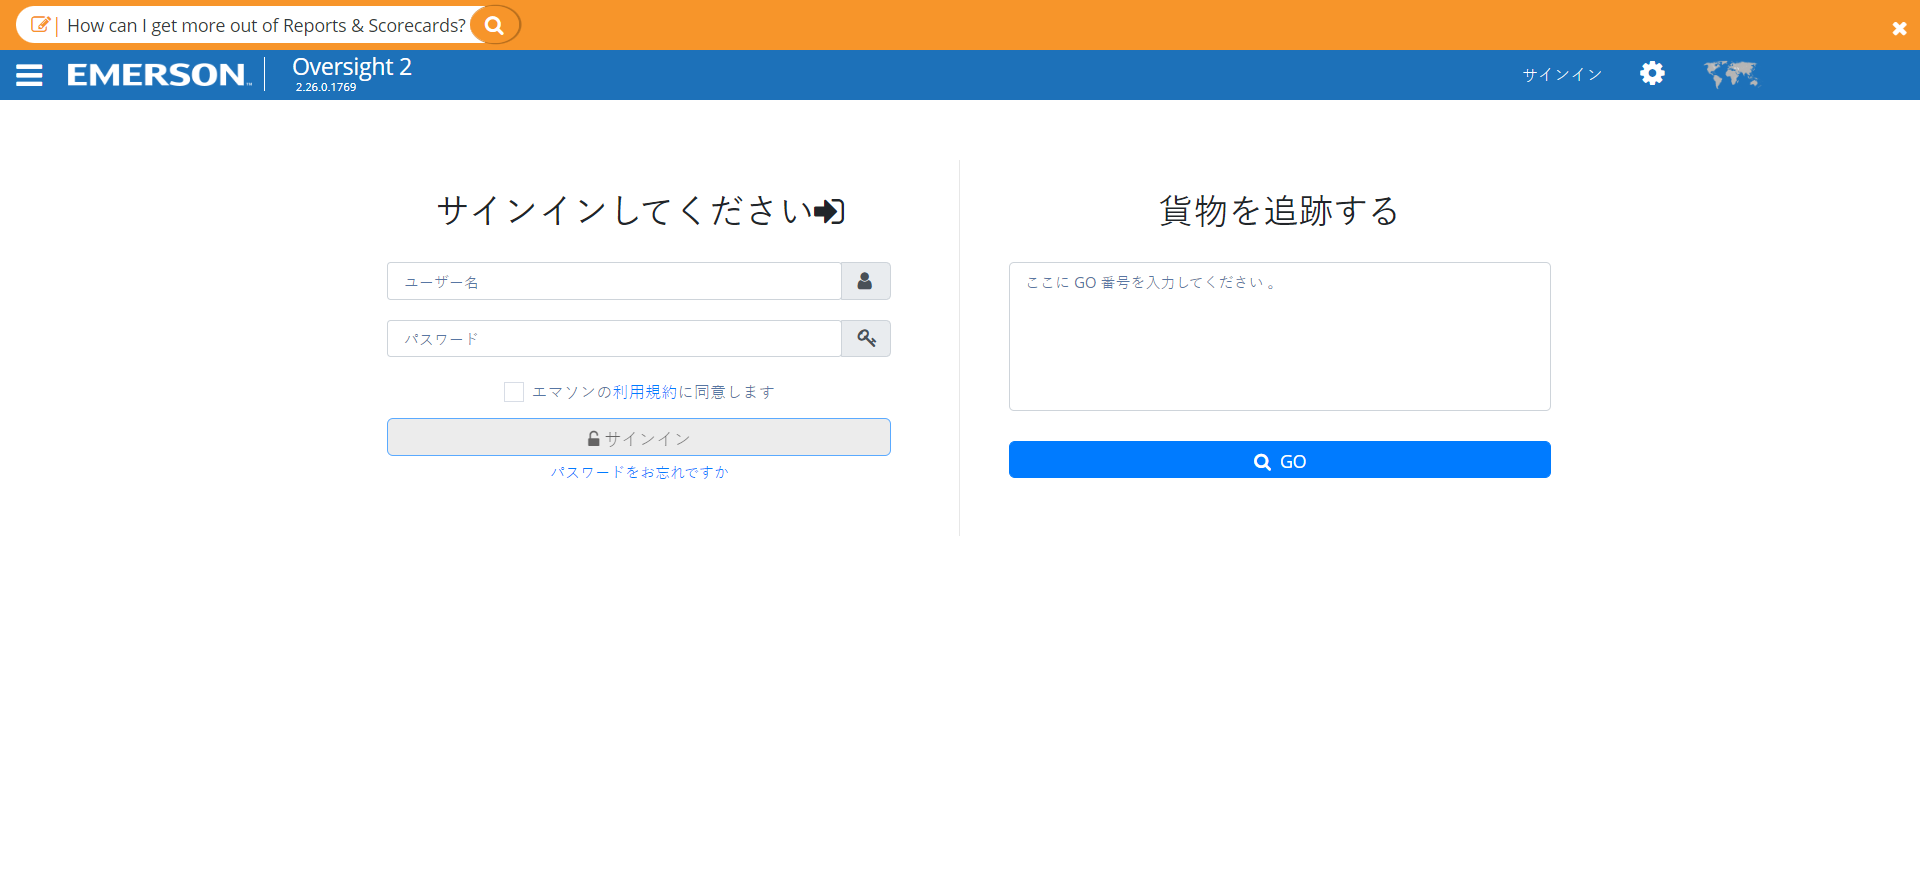 How can I get more out of Reports & Scorecards?
EMERSON™
Oversight 2
2.26.0.1769
サインイン
サインインしてください
ユーザー名
パスワード
エマソンの利用規約に同意します
サインイン
パスワードをお忘れですか
貨物を追跡する
ここに GO 番号を入力してください 。
GO